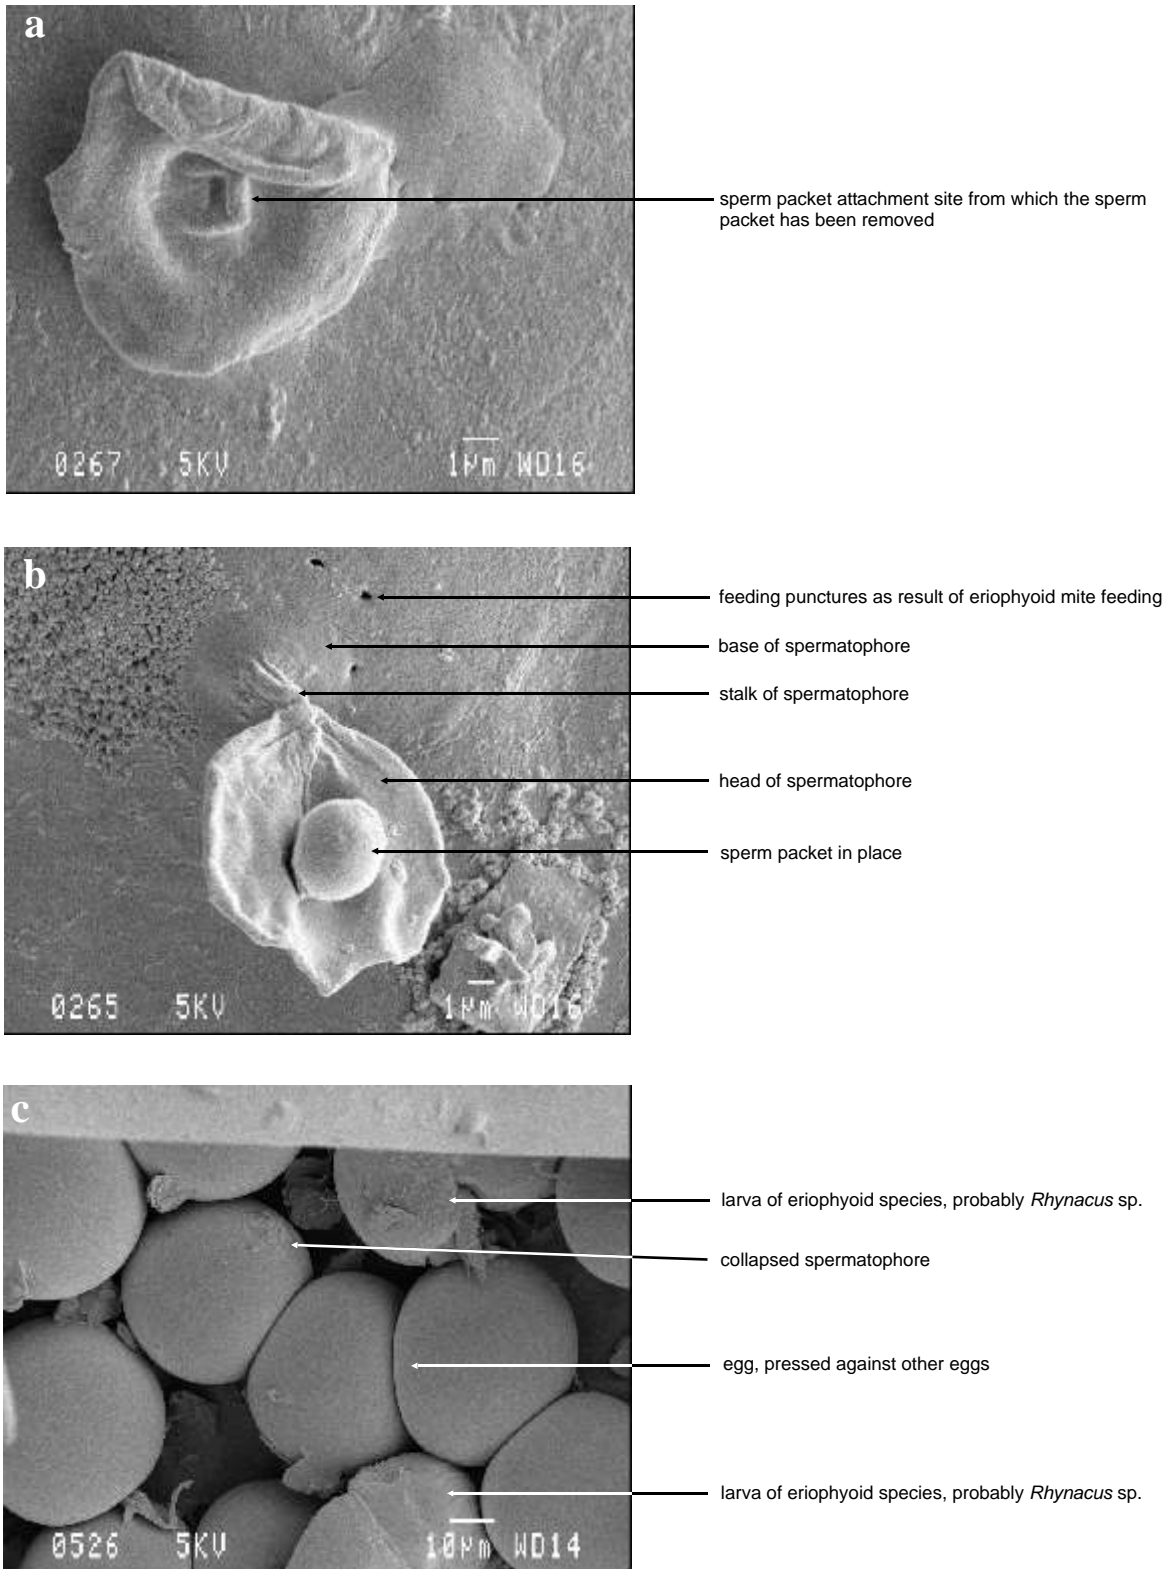 a
sperm packet attachment site from which the sperm
packet has been removed
0267 5KV 1µm WD16
b
feeding punctures as result of eriophyoid mite feeding
base of spermatophore
stalk of spermatophore
head of spermatophore
sperm packet in place
0265 5KV 1µm WD16
c
larva of eriophyoid species, probably Rhynacus sp.
collapsed spermatophore
egg, pressed against other eggs
larva of eriophyoid species, probably Rhynacus sp.
0526 5KV 10µm WD14